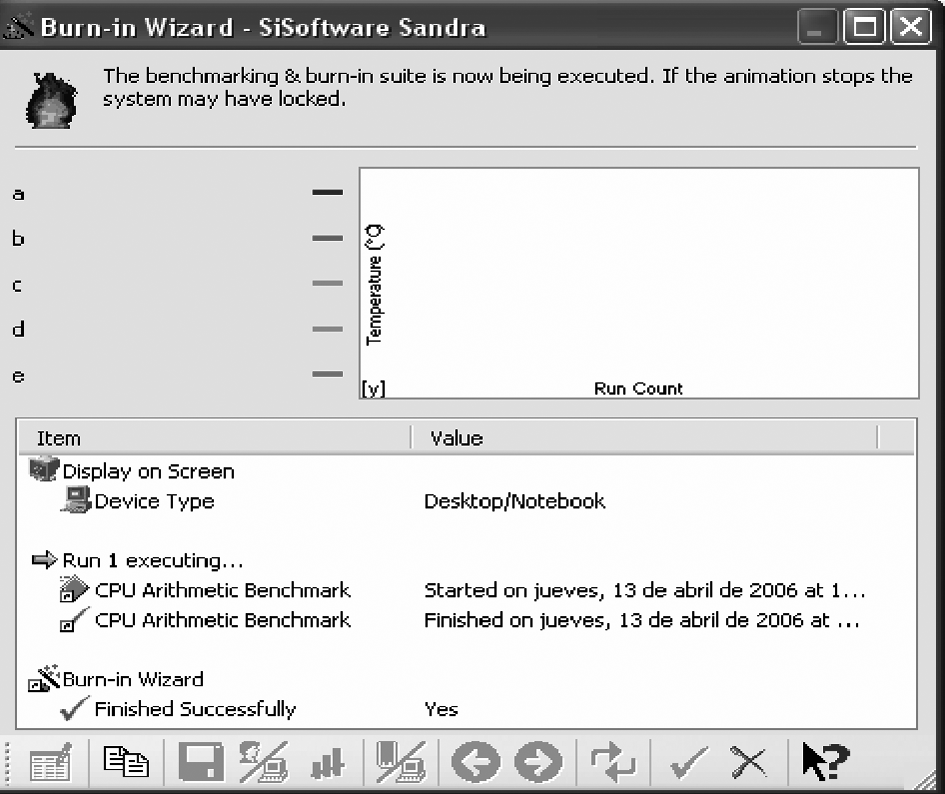 Burn-in Wizard - SiSoftware Sandra
The benchmarking & burn-in suite is now being executed. If the animation stops the
system may have locked.
a
b
c
d
e
Temperature (°C)
[y]
Run Count
Item Value
Display on Screen
Device Type Desktop/Notebook
Run 1 executing...
CPU Arithmetic Benchmark Started on jueves, 13 de abril de 2006 at 1...
CPU Arithmetic Benchmark Finished on jueves, 13 de abril de 2006 at ...
Burn-in Wizard
Finished Successfully Yes